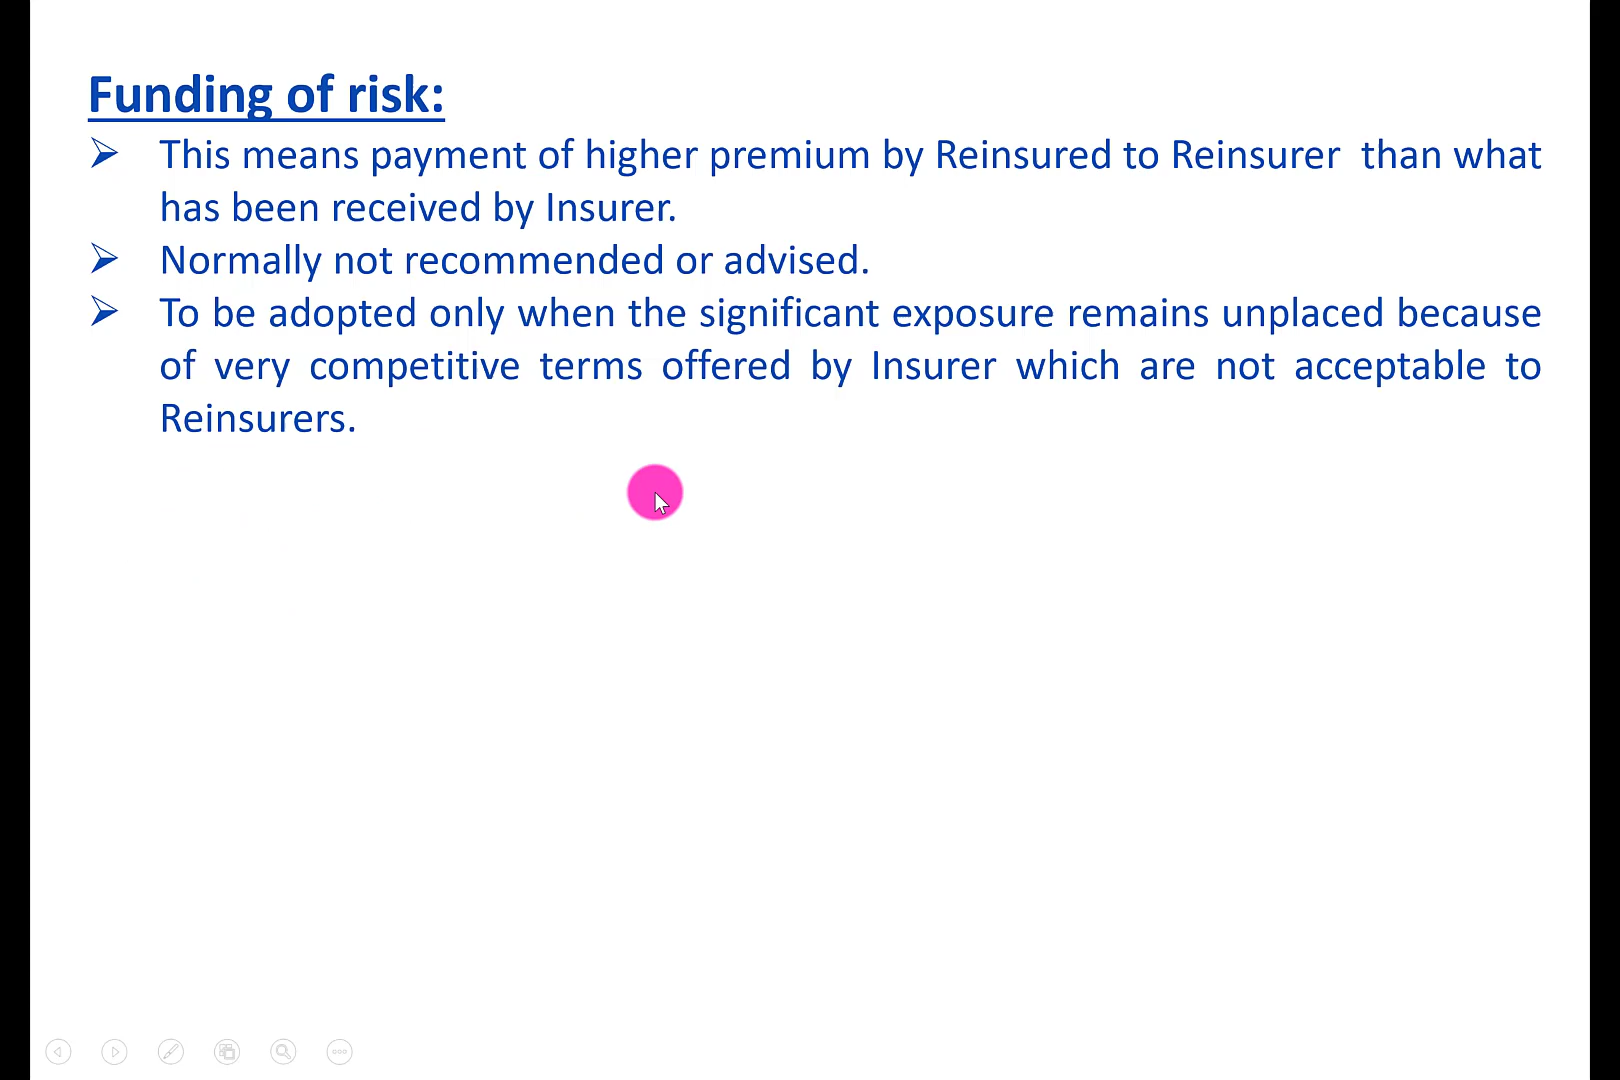 Funding of risk:
➢ This means payment of higher premium by Reinsured to Reinsurer  than what
has been received by Insurer.
➢ Normally not recommended or advised.
➢ To be adopted only when the significant exposure remains unplaced because
of very competitive terms offered by Insurer which are not acceptable to
Reinsurers.